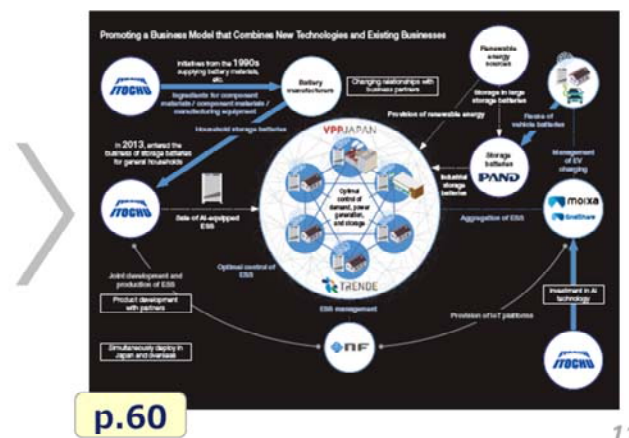 Promoting a Business Model that Combines New Technologies and Existing Businesses
Initiatives from the 1990s
supplying battery materials,
etc.
ITOCHU
Ingredients for component
materials / component materials /
manufacturing equipment
Battery
manufacturers
Changing relationships with
business partners
Renewable
energy
sources
Storage in large
storage batteries
Provision of renewable energy
Reuse of
vehicle batteries
Household storage batteries
In 2013, entered the
business of storage batteries
for general households
VPPJAPAN
Storage
batteries
PAND
Management
of EV
charging
Industrial
storage
batteries
Optimal
control of
demand, power
generation,
and storage
ITOCHU
Sale of AI-equipped
ESS
Aggregation of ESS
moixa
GridShare
Joint development and
production of ESS
Optimal control of
ESS
TRENDE
Product development
with partners
ESS management
Investment in AI
technology
Provision of IoT platforms
Simultaneously deploy in
Japan and overseas
NF
ITOCHU
p.60